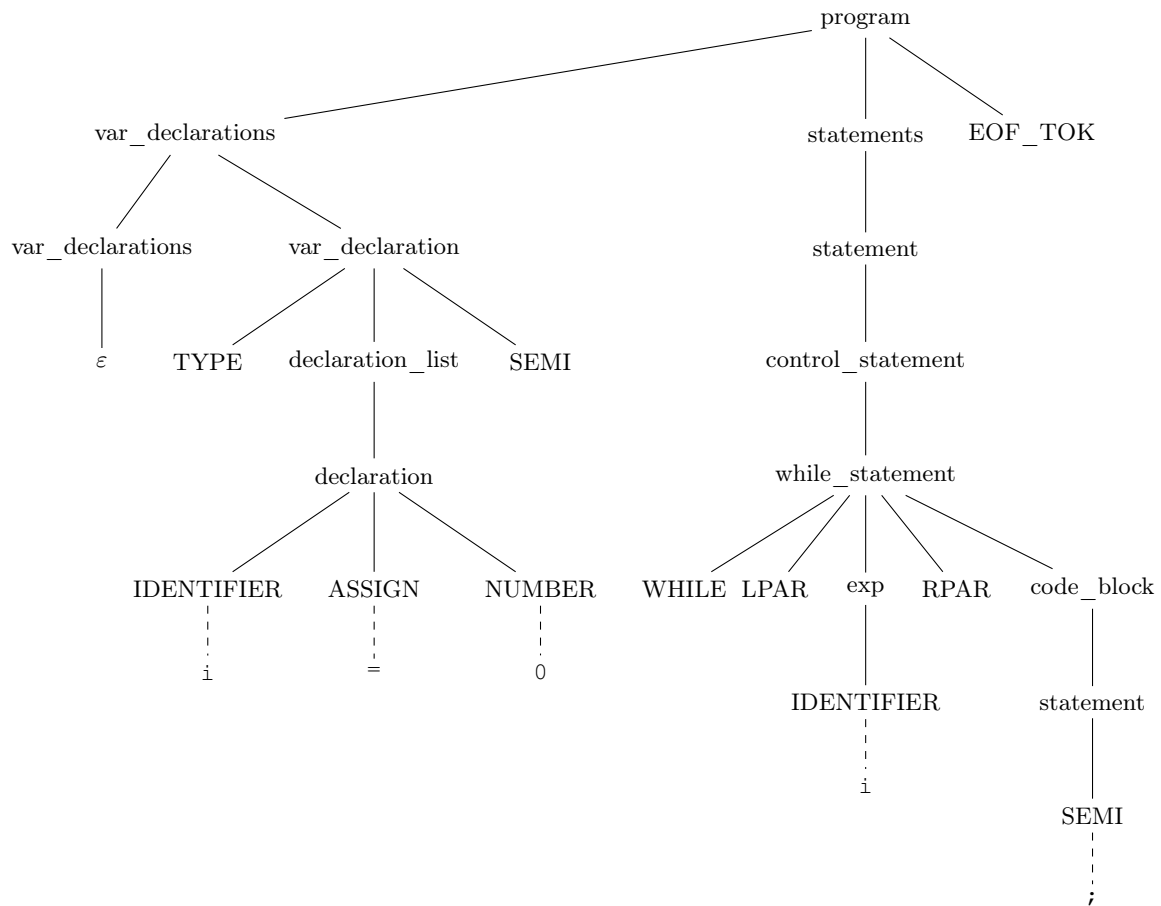 program
var_declarations statements EOF_TOK
var_declarations var_declaration statement
ε TYPE declaration_list SEMI control_statement
declaration while_statement
IDENTIFIER ASSIGN NUMBER WHILE LPAR exp RPAR code_block
i = 0 IDENTIFIER statement
i SEMI
;